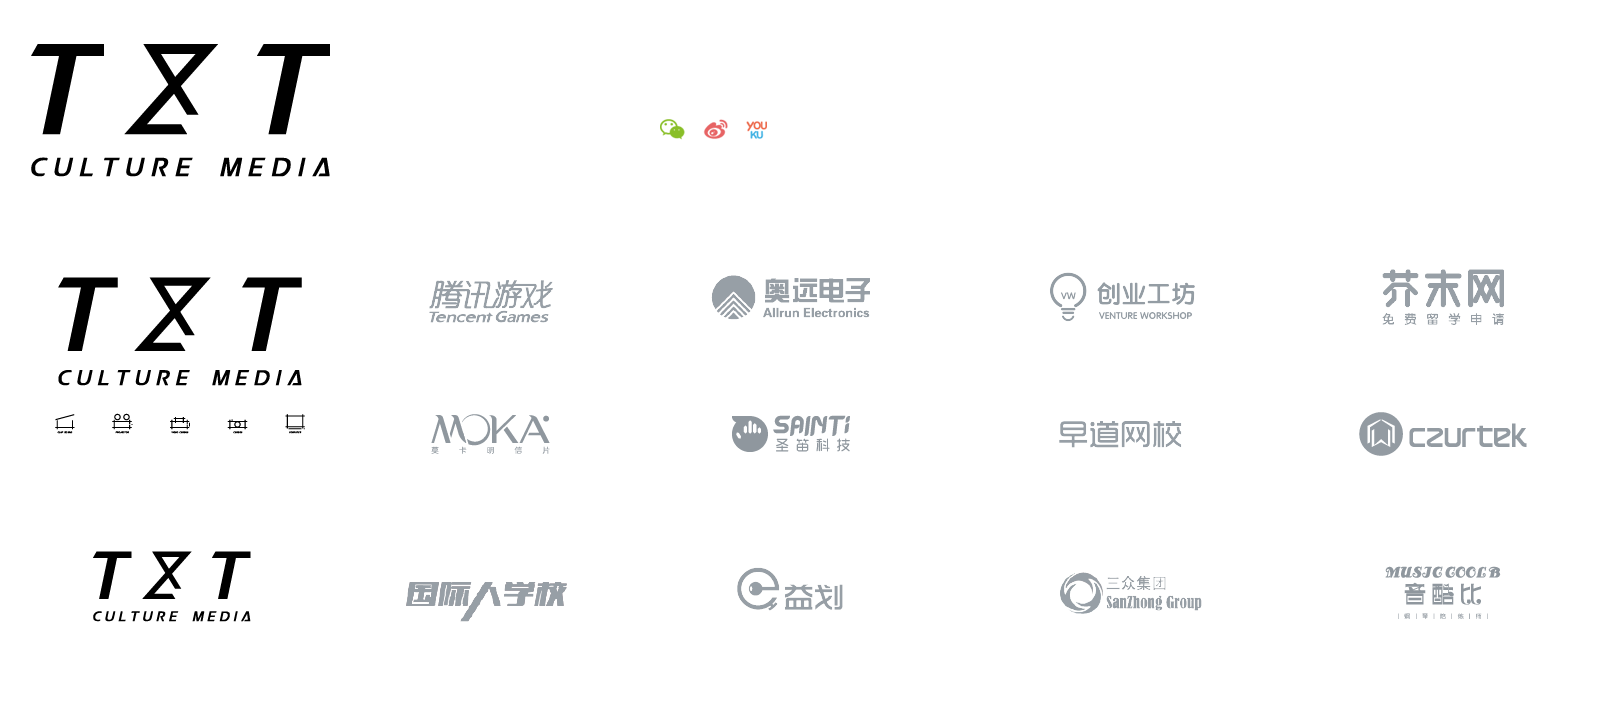 TXT
CULTURE MEDIA
YOU
KU
TXT
CULTURE MEDIA
腾讯游戏
Tencent Games
奥远电子
Allrun Electronics
VW
创业工坊
VENTURE WORKSHOP
芥末网
免费留学申请
MOKA
莫卡明信片
SAINTi
圣笛科技
早道网校
czurtek
TXT
CULTURE MEDIA
国际人学校
益划
三众集团
SanZhong Group
MUSIC COOL B
音酷比